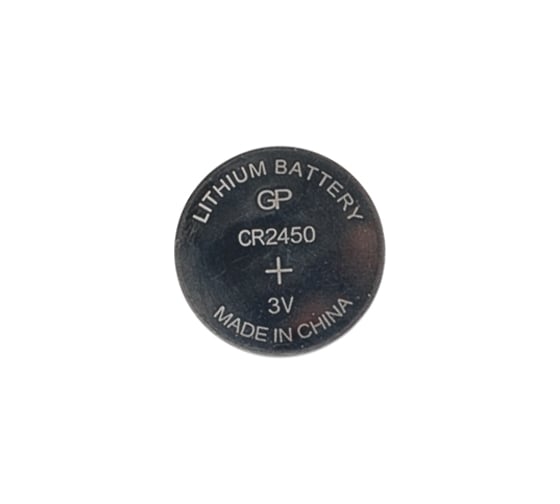 LITHIUM BATTERY
GP
CR2450
+
3V
MADE IN CHINA